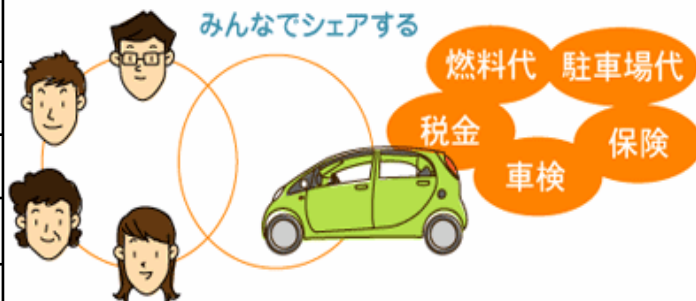 みんなでシェアする
燃料代
駐車場代
税金
保険
車検